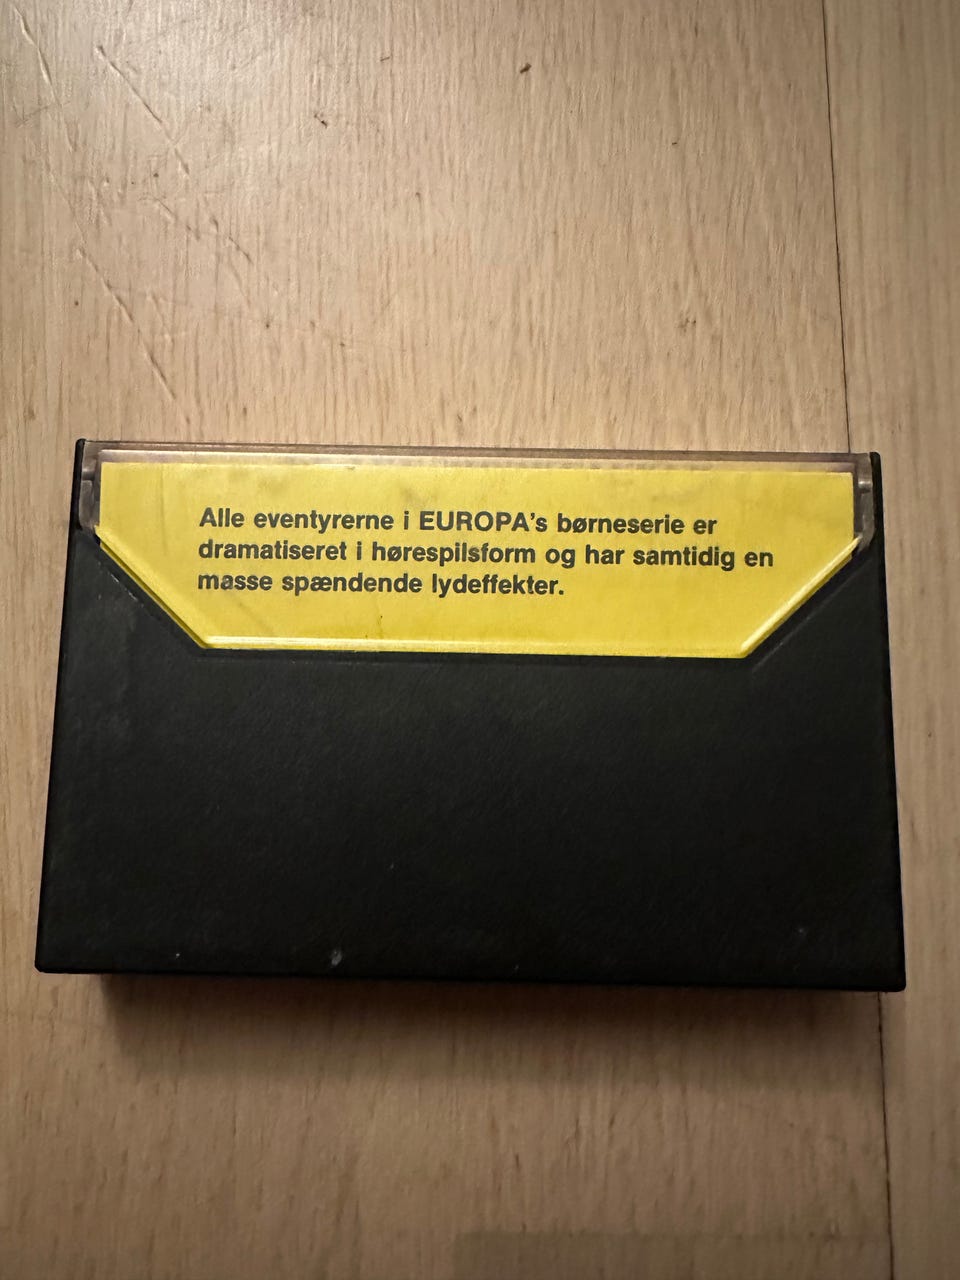 Alle eventyrerne i EUROPA's børneserie er
dramatiseret i hørespilsform og har samtidig en
masse spændende lydeffekter.